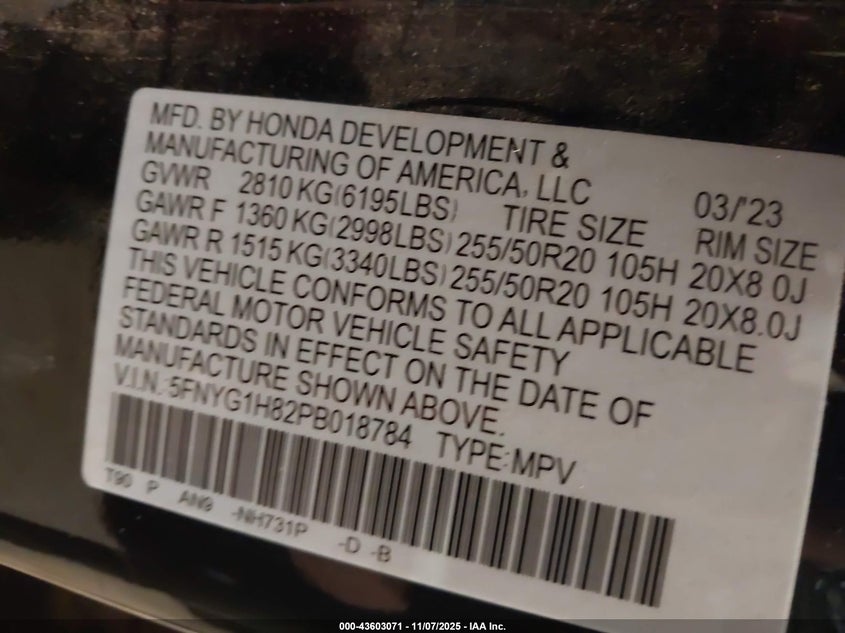 MFD. BY HONDA DEVELOPMENT &
MANUFACTURING OF AMERICA, LLC 03/'23
GVWR 2810 KG(6195LBS) TIRE SIZE RIM SIZE
GAWR F 1360 KG(2998LBS) 255/50R20 105H 20X8.0J
GAWR R 1515 KG(3340LBS) 255/50R20 105H 20X8.0J
THIS VEHICLE CONFORMS TO ALL APPLICABLE
FEDERAL MOTOR VEHICLE SAFETY
STANDARDS IN EFFECT ON THE DATE OF
MANUFACTURE SHOWN ABOVE.
V.I.N.: 5FNYG1H82PB018784 TYPE:MPV
T90 P AN9 -NH731P -D -B
000-43603071 - 11/07/2025 - IAA Inc.